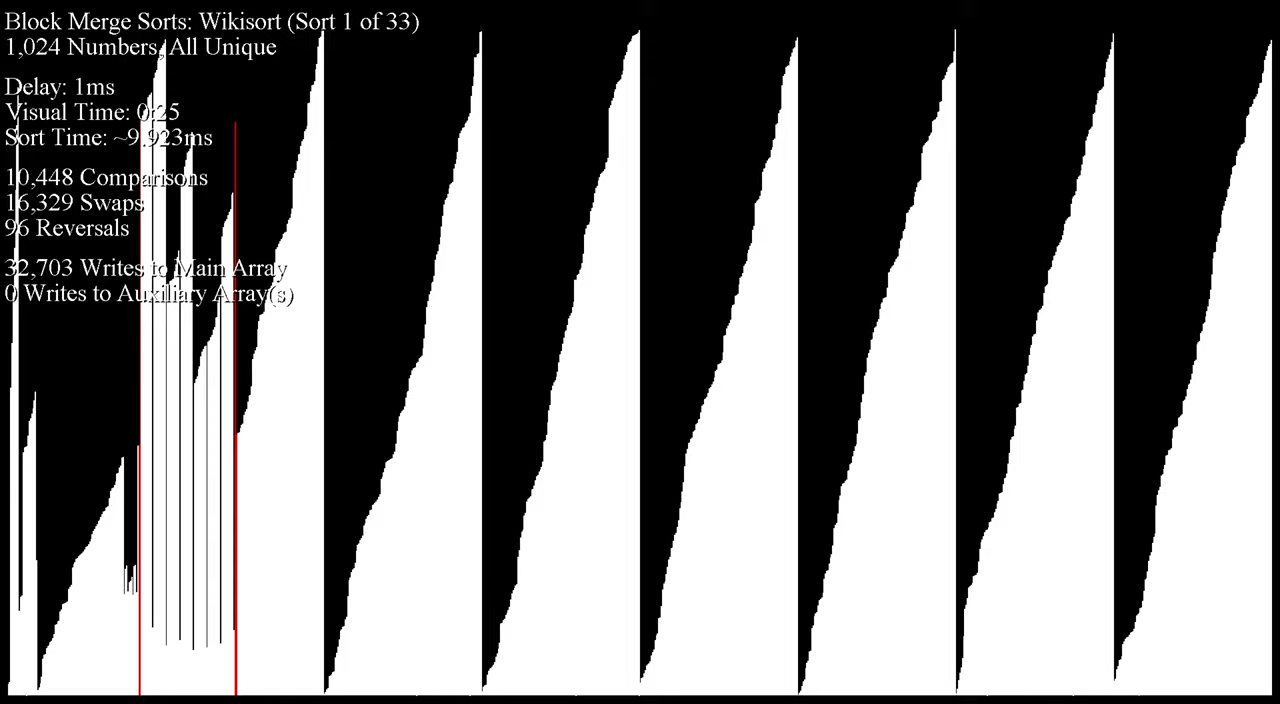 Block Merge Sorts: Wikisort (Sort 1 of 33)
1,024 Numbers, All Unique
Delay: 1ms
Visual Time: 0:25
Sort Time: ~9.923ms
10,448 Comparisons
16,329 Swaps
96 Reversals
32,703 Writes to Main Array
0 Writes to Auxiliary Array(s)